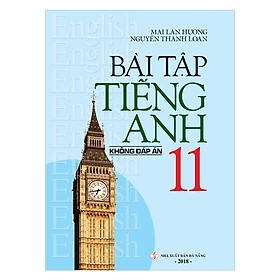 English
MAI LAN HƯƠNG
NGUYỄN THANH LOAN
BÀI TẬP
TIẾNG
ANH
KHÔNG ĐÁP ÁN
11
NHÀ XUẤT BẢN ĐÀ NẴNG
- 2018 -